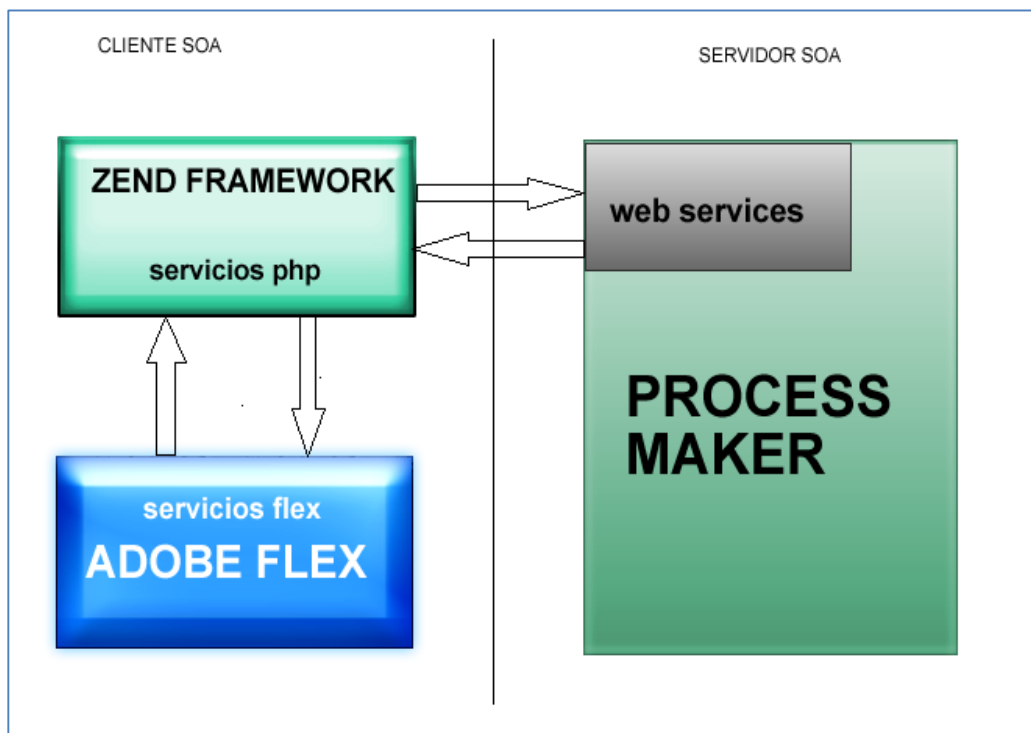 CLIENTE SOA
SERVIDOR SOA
ZEND FRAMEWORK
servicios php
web services
PROCESS
MAKER
servicios flex
ADOBE FLEX